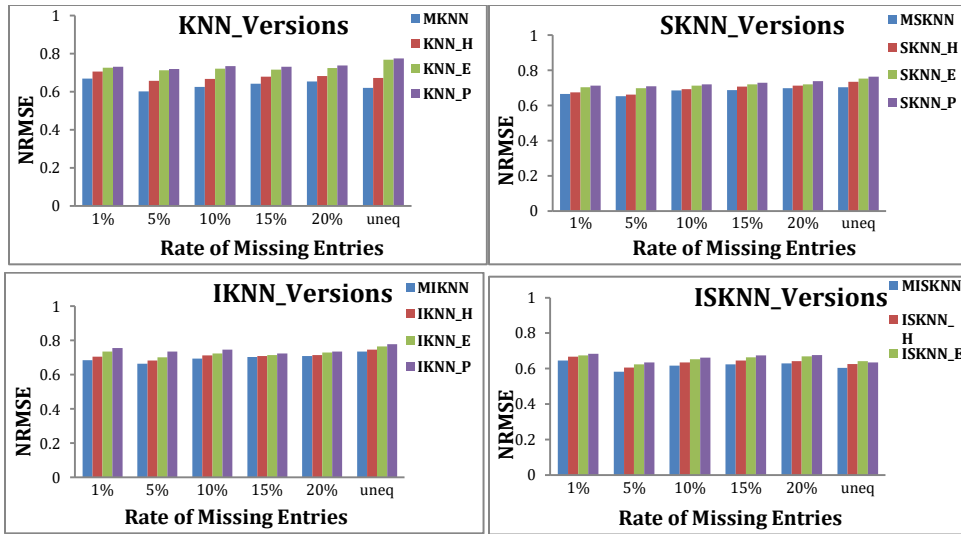 KNN_Versions
1
0.8
0.6
0.4
0.2
0
NRMSE
1% 5% 10% 15% 20% uneq
Rate of Missing Entries
MKNN
KNN_H
KNN_E
KNN_P
SKNN_Versions
1
0.8
0.6
0.4
0.2
0
NRMSE
1% 5% 10% 15% 20% uneq
Rate of Missing Entries
MSKNN
SKNN_H
SKNN_E
SKNN_P
IKNN_Versions
1
0.8
0.6
0.4
0.2
0
NRMSE
1% 5% 10% 15% 20% uneq
Rate of Missing Entries
MIKNN
IKNN_H
IKNN_E
IKNN_P
ISKNN_Versions
1
0.8
0.6
0.4
0.2
0
NRMSE
1% 5% 10% 15% 20% uneq
Rate of Missing Entries
MISKNN
ISKNN_
H
ISKNN_E